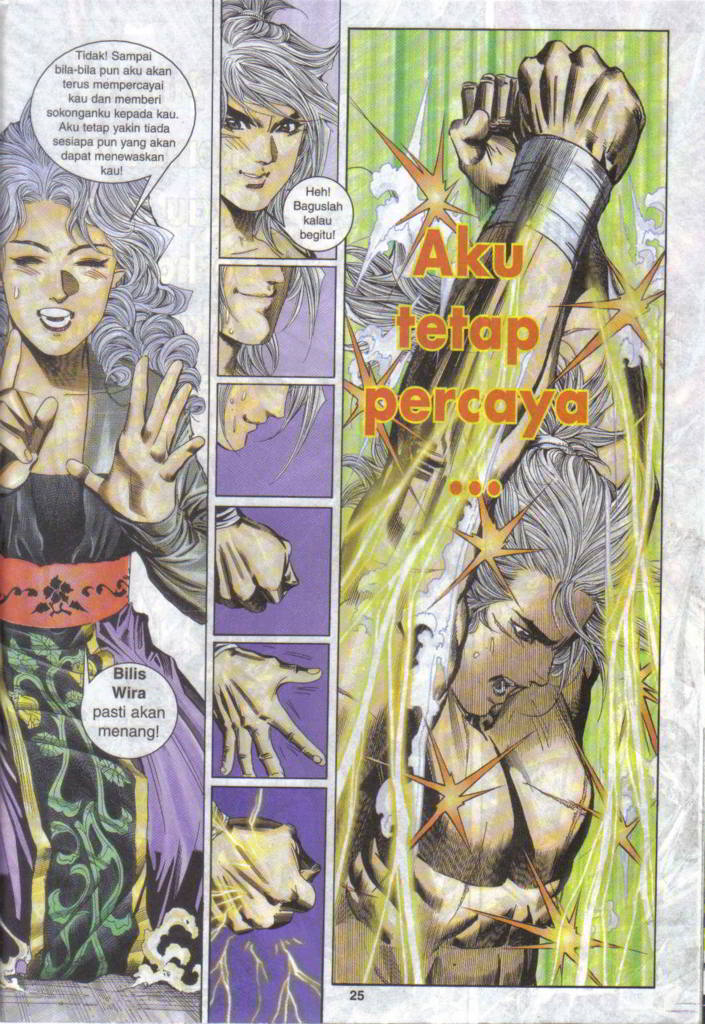 Tidak! Sampai
bila-bila pun aku akan
terus mempercayai
kau dan memberi
sokonganku kepada kau.
Aku tetap yakin tiada
sesiapa pun yang akan
dapat menewaskan
kau!
Heh!
Baguslah
kalau
begitu!
Aku
tetap
percaya
...
Bilis
Wira
pasti akan
menang!
25